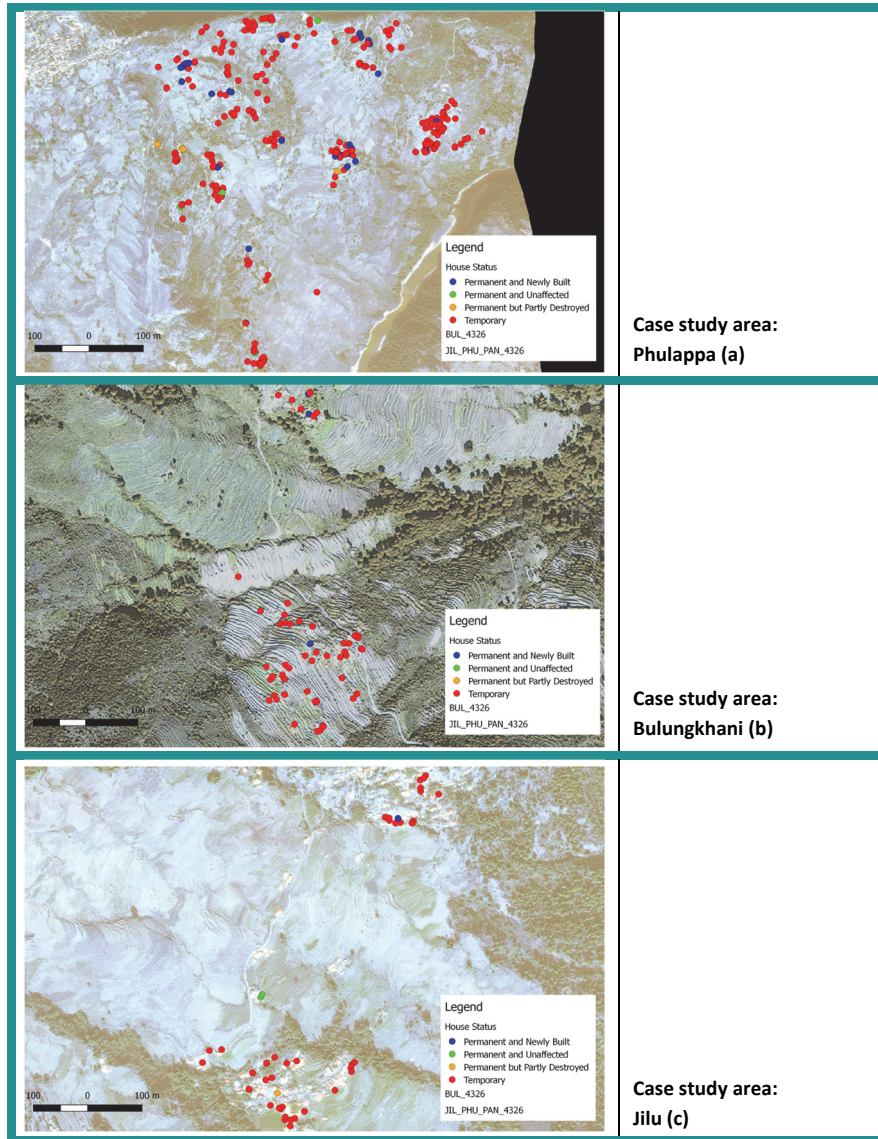 Legend
House Status
Permanent and Newly Built
Permanent and Unaffected
Permanent but Partly Destroyed
Temporary
BUL_4326
JIL_PHU_PAN_4326
100 0 100 m
Case study area:
Phulappa (a)
Legend
House Status
Permanent and Newly Built
Permanent and Unaffected
Permanent but Partly Destroyed
Temporary
BUL_4326
JIL_PHU_PAN_4326
100 0 100 m
Case study area:
Bulungkhani (b)
Legend
House Status
Permanent and Newly Built
Permanent and Unaffected
Permanent but Partly Destroyed
Temporary
BUL_4326
JIL_PHU_PAN_4326
100 0 100 m
Case study area:
Jilu (c)